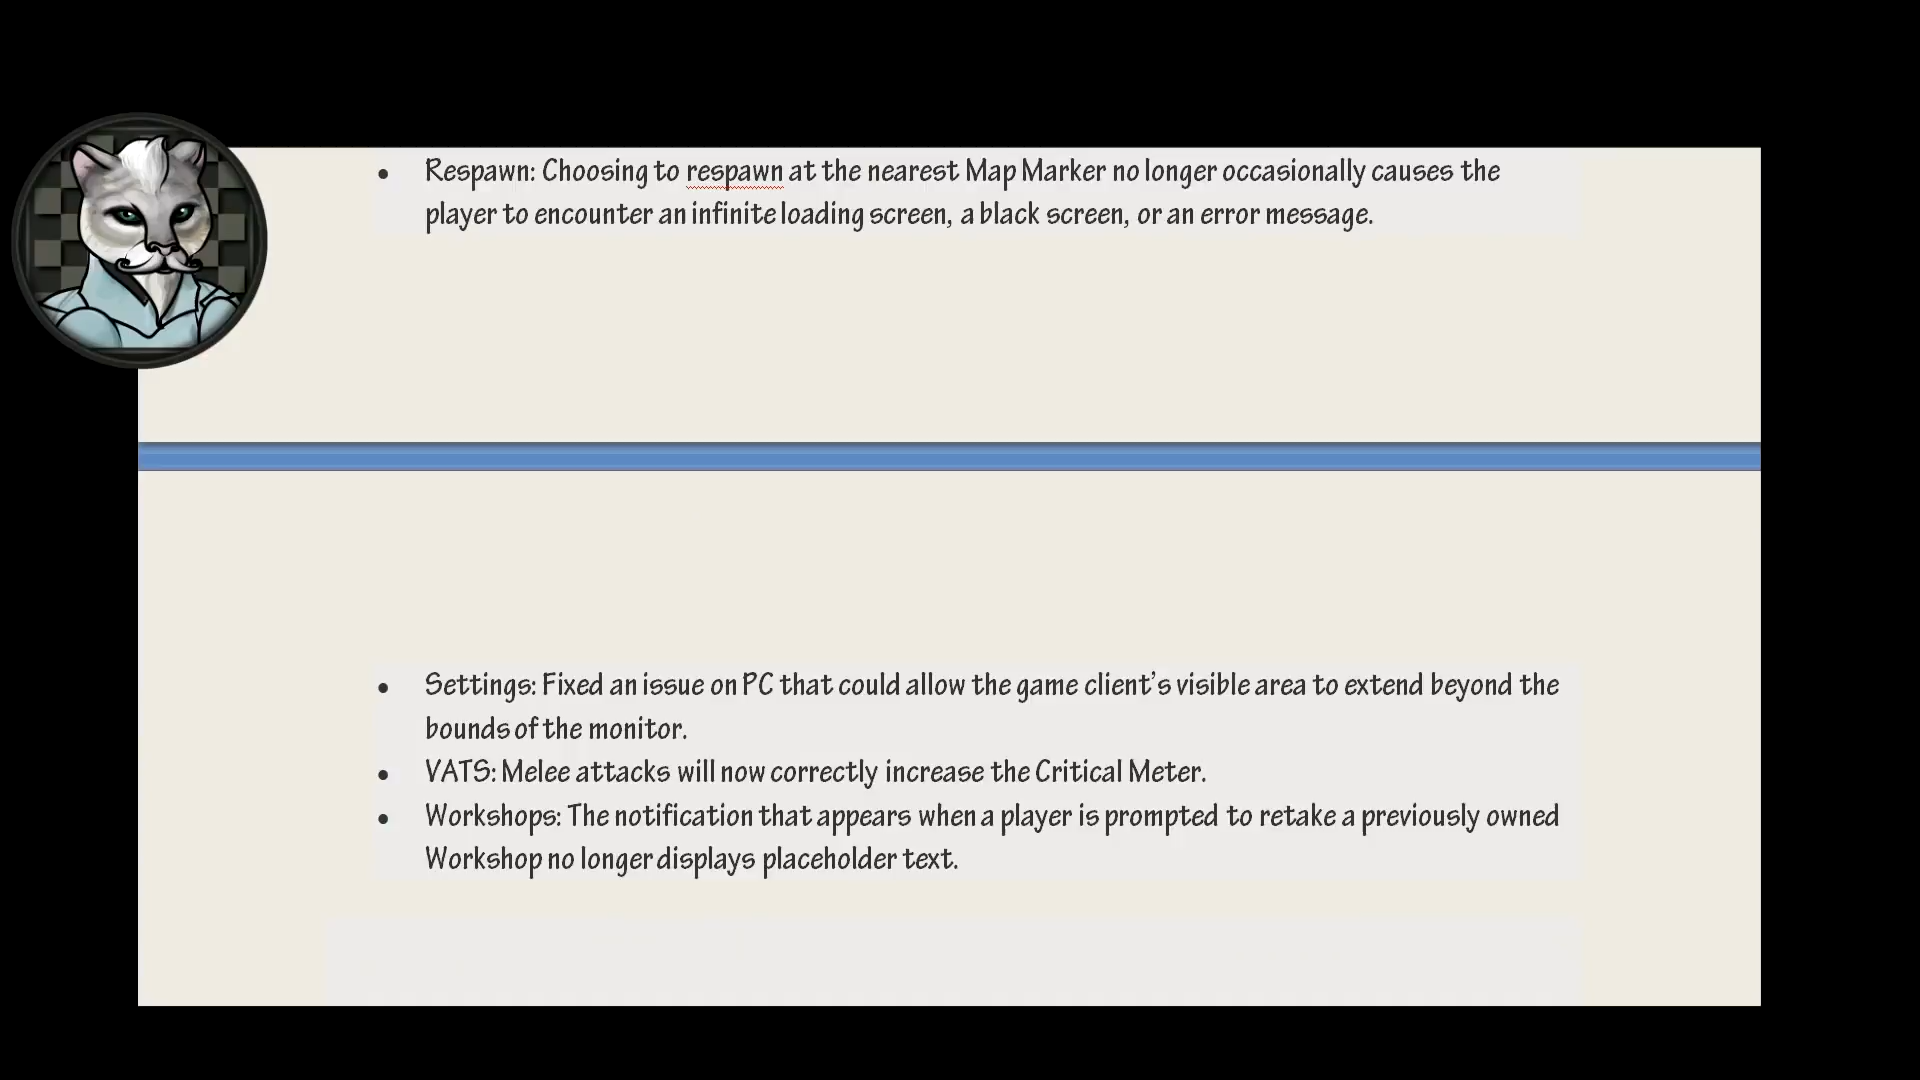 • Respawn: Choosing to respawn at the nearest Map Marker no longer occasionally causes the
player to encounter an infinite loading screen, a black screen, or an error message.
• Settings: Fixed an issue on PC that could allow the game client’s visible area to extend beyond the
bounds of the monitor.
• VATS: Melee attacks will now correctly increase the Critical Meter.
• Workshops: The notification that appears when a player is prompted to retake a previously owned
Workshop no longer displays placeholder text.